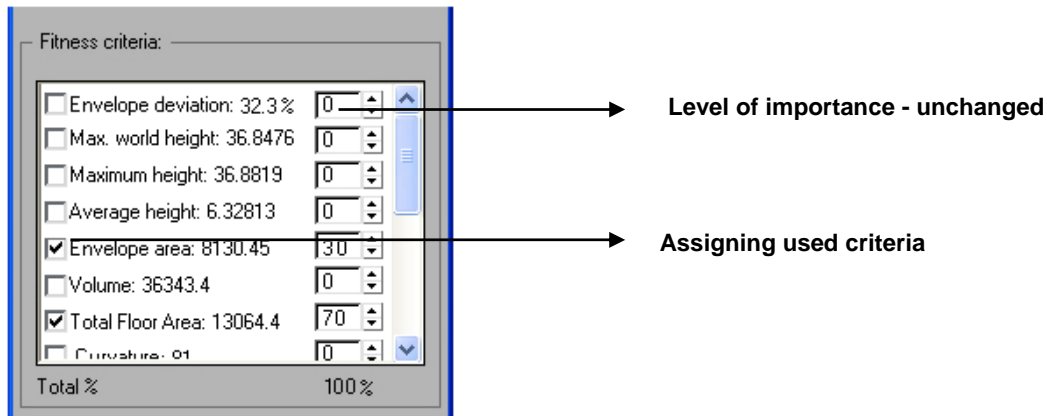 Fitness criteria:
Envelope deviation: 32.3% 0
Level of importance - unchanged
Max. world height: 36.8476 0
Maximum height: 36.8819 0
Average height: 6.32813 0
Envelope area: 8130.45 30
Assigning used criteria
Volume: 36343.4 0
Total Floor Area: 13064.4 70
Curvature: 91 0
Total % 100%